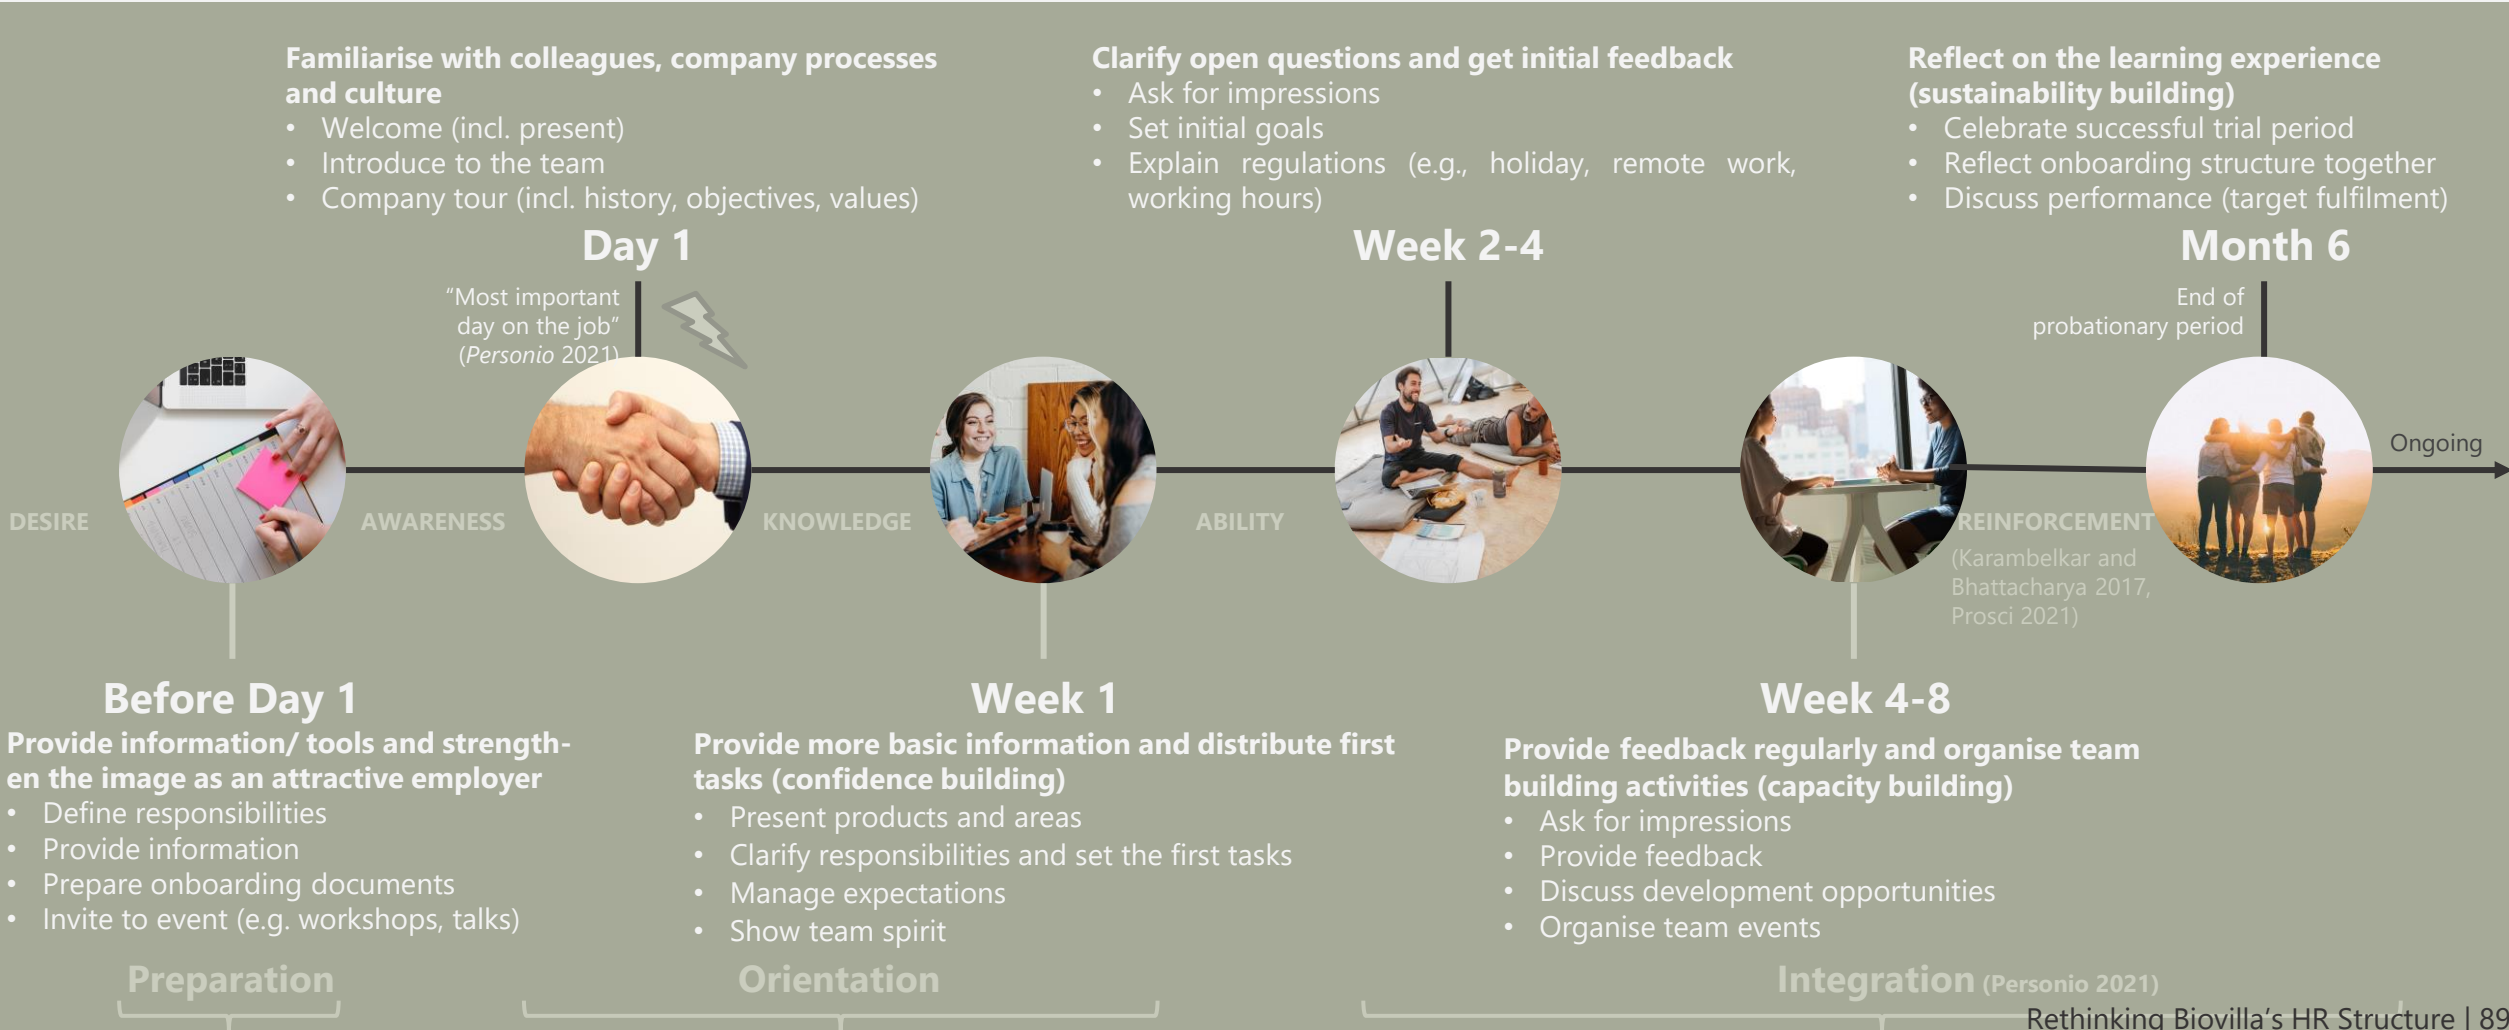 Familiarise with colleagues, company processes
and culture
• Welcome (incl. present)
• Introduce to the team
• Company tour (incl. history, objectives, values)
Day 1
"Most important
day on the job"
(Personio 2021)
Clarify open questions and get initial feedback
• Ask for impressions
• Set initial goals
• Explain regulations (e.g., holiday, remote work,
working hours)
Week 2-4
Reflect on the learning experience
(sustainability building)
• Celebrate successful trial period
• Reflect onboarding structure together
• Discuss performance (target fulfilment)
Month 6
End of
probationary period
Ongoing
DESIRE
AWARENESS
KNOWLEDGE
ABILITY
REINFORCEMENT
(Karambelkar and
Bhattacharya 2017,
Prosci 2021)
Before Day 1
Provide information/ tools and strength-
en the image as an attractive employer
• Define responsibilities
• Provide information
• Prepare onboarding documents
• Invite to event (e.g. workshops, talks)
Week 1
Provide more basic information and distribute first
tasks (confidence building)
• Present products and areas
• Clarify responsibilities and set the first tasks
• Manage expectations
• Show team spirit
Week 4-8
Provide feedback regularly and organise team
building activities (capacity building)
• Ask for impressions
• Provide feedback
• Discuss development opportunities
• Organise team events
Preparation
Orientation
Integration (Personio 2021)
Rethinking Biovilla's HR Structure | 89